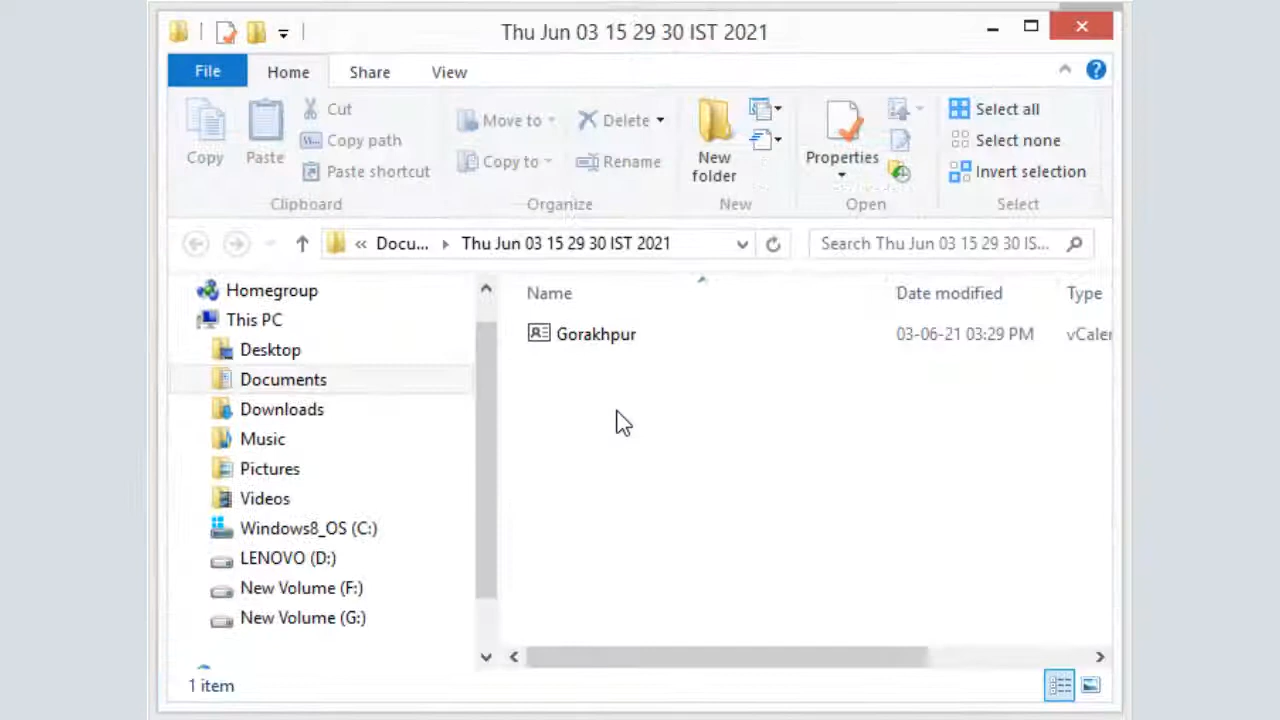 Thu Jun 03 15 29 30 IST 2021
File Home Share View
Copy
Paste
Cut
Copy path
Paste shortcut
Clipboard
Move to
Copy to
Delete
Rename
Organize
New folder
New
Properties
Open
Select all
Select none
Invert selection
Select
« Docu... Thu Jun 03 15 29 30 IST 2021
Search Thu Jun 03 15 29 30 IS...
Homegroup
This PC
Desktop
Documents
Downloads
Music
Pictures
Videos
Windows8_OS (C:)
LENOVO (D:)
New Volume (F:)
New Volume (G:)
Name Date modified Type
Gorakhpur 03-06-21 03:29 PM vCaler
1 item